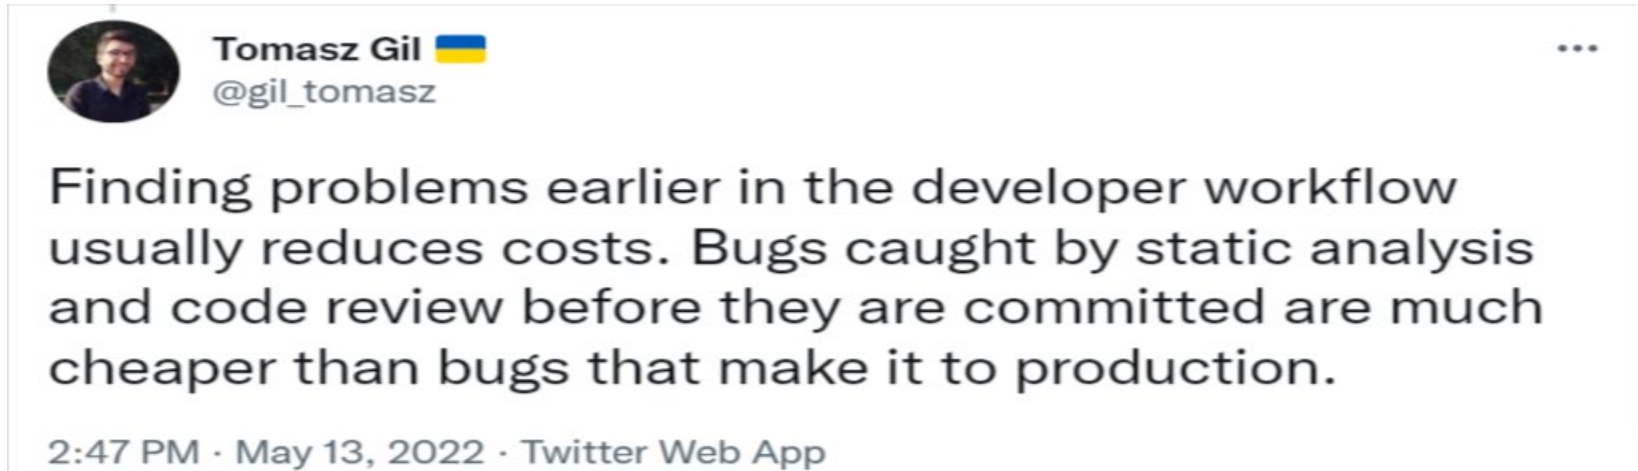 Tomasz Gil 🇺🇦
@gil_tomasz
Finding problems earlier in the developer workflow
usually reduces costs. Bugs caught by static analysis
and code review before they are committed are much
cheaper than bugs that make it to production.
2:47 PM · May 13, 2022 · Twitter Web App